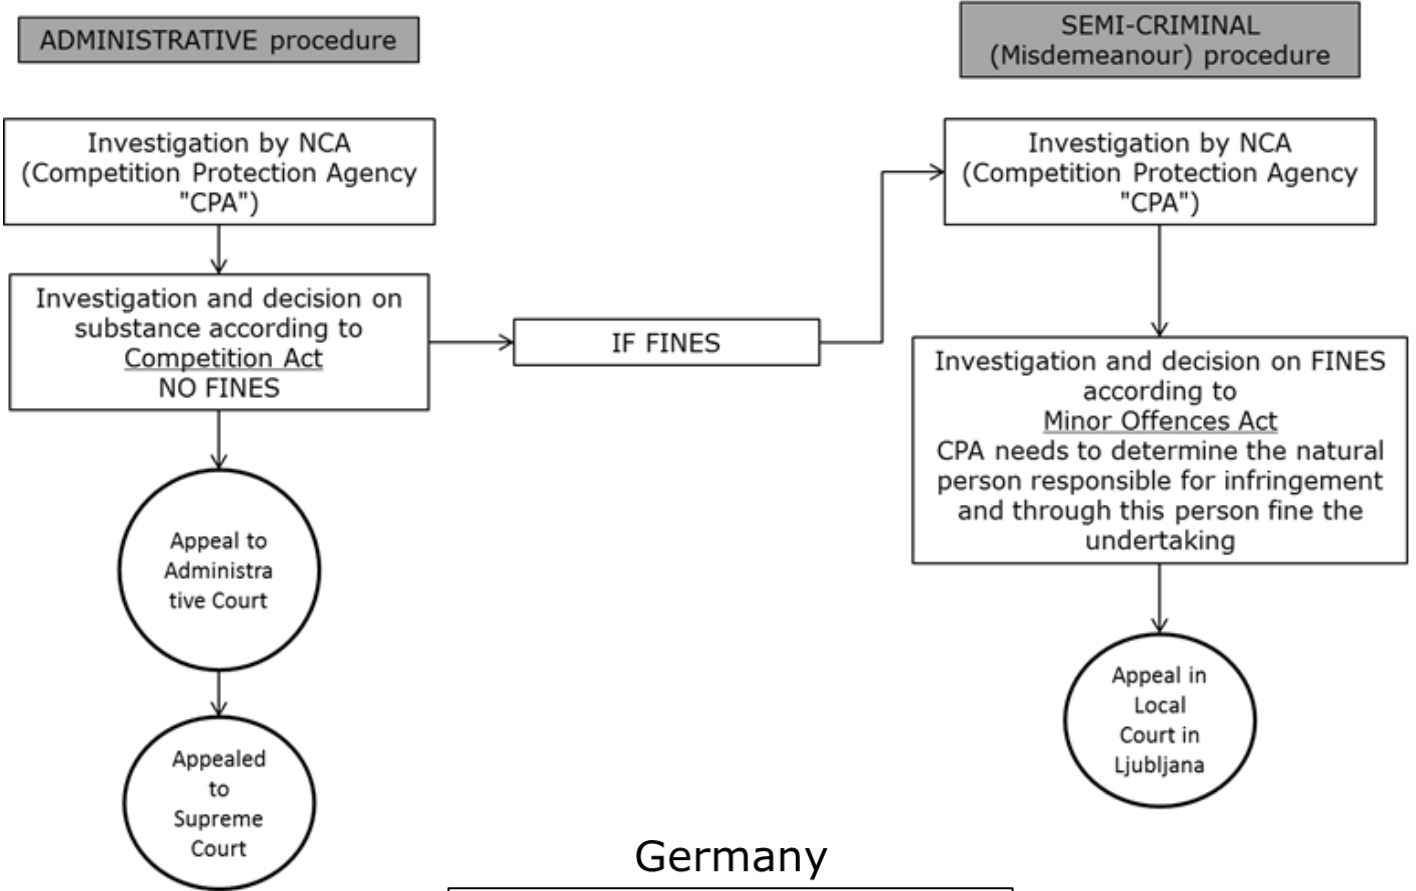 ADMINISTRATIVE procedure
SEMI-CRIMINAL
(Misdemeanour) procedure
Investigation by NCA
(Competition Protection Agency
"CPA")
Investigation by NCA
(Competition Protection Agency
"CPA")
Investigation and decision on
substance according to
Competition Act
NO FINES
IF FINES
Investigation and decision on FINES
according to
Minor Offences Act
CPA needs to determine the natural
person responsible for infringement
and through this person fine the
undertaking
Appeal to
Administra
tive Court
Appeal in
Local
Court in
Ljubljana
Appealed
to
Supreme
Court
Germany